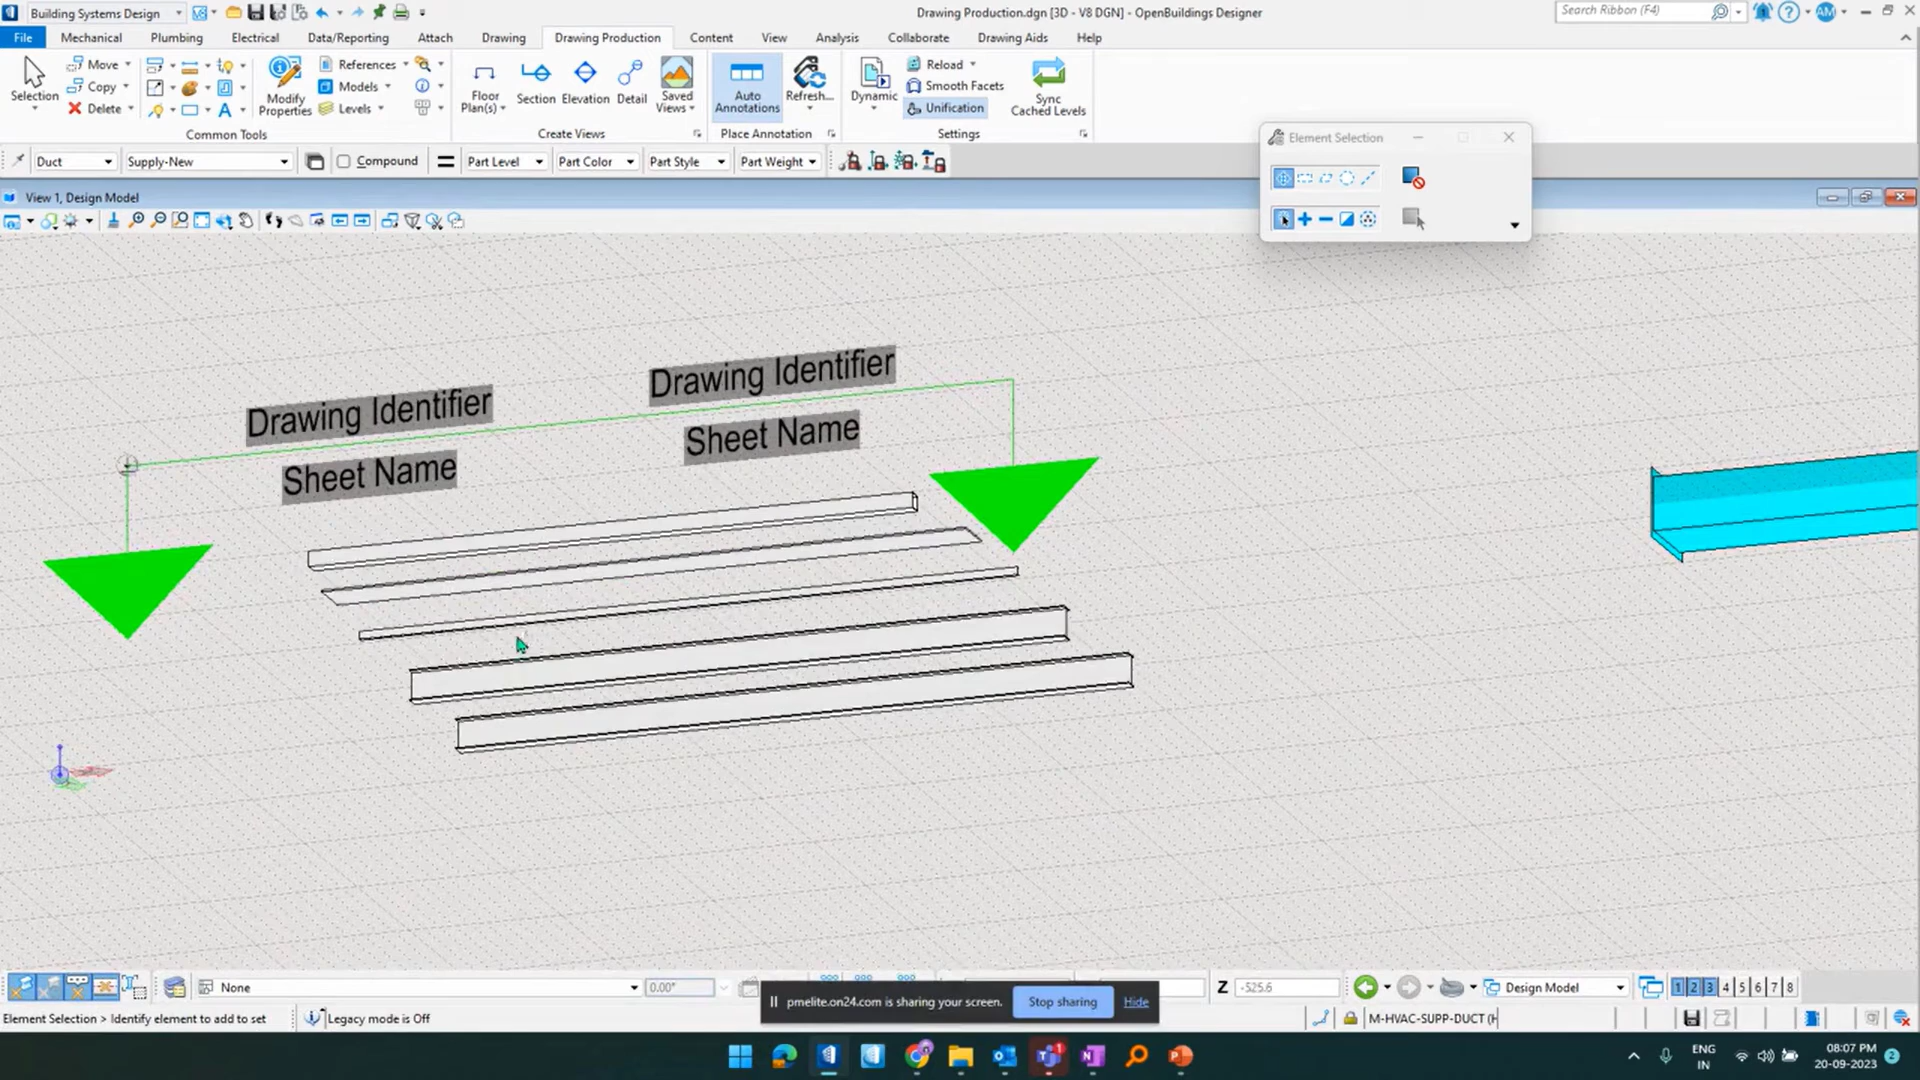 Building Systems Design
Drawing Production.dgn [3D - V8 DGN] - OpenBuildings Designer
Search Ribbon (F4)
AM
File
Mechanical
Plumbing
Electrical
Data/Reporting
Attach
Drawing
Drawing Production
Content
View
Analysis
Collaborate
Drawing Aids
Help
Selection
Move
Copy
Delete
Modify Properties
References
Models
Levels
Common Tools
Floor Plan(s)
Section
Elevation
Detail
Saved Views
Create Views
Auto Annotations
Refresh...
Place Annotation
Dynamic
Reload
Smooth Facets
Unification
Sync Cached Levels
Settings
Duct
Supply-New
Compound
Part Level
Part Color
Part Style
Part Weight
Element Selection
View 1, Design Model
Drawing Identifier
Sheet Name
Drawing Identifier
Sheet Name
None
0.00°
Z
-525.6
Design Model
1 2 3 4 5 6 7 8
pmelite.on24.com is sharing your screen.
Stop sharing
Hide
Element Selection > Identify element to add to set
Legacy mode is Off
M-HVAC-SUPP-DUCT (H
ENG
IN
08:07 PM
20-09-2023
2